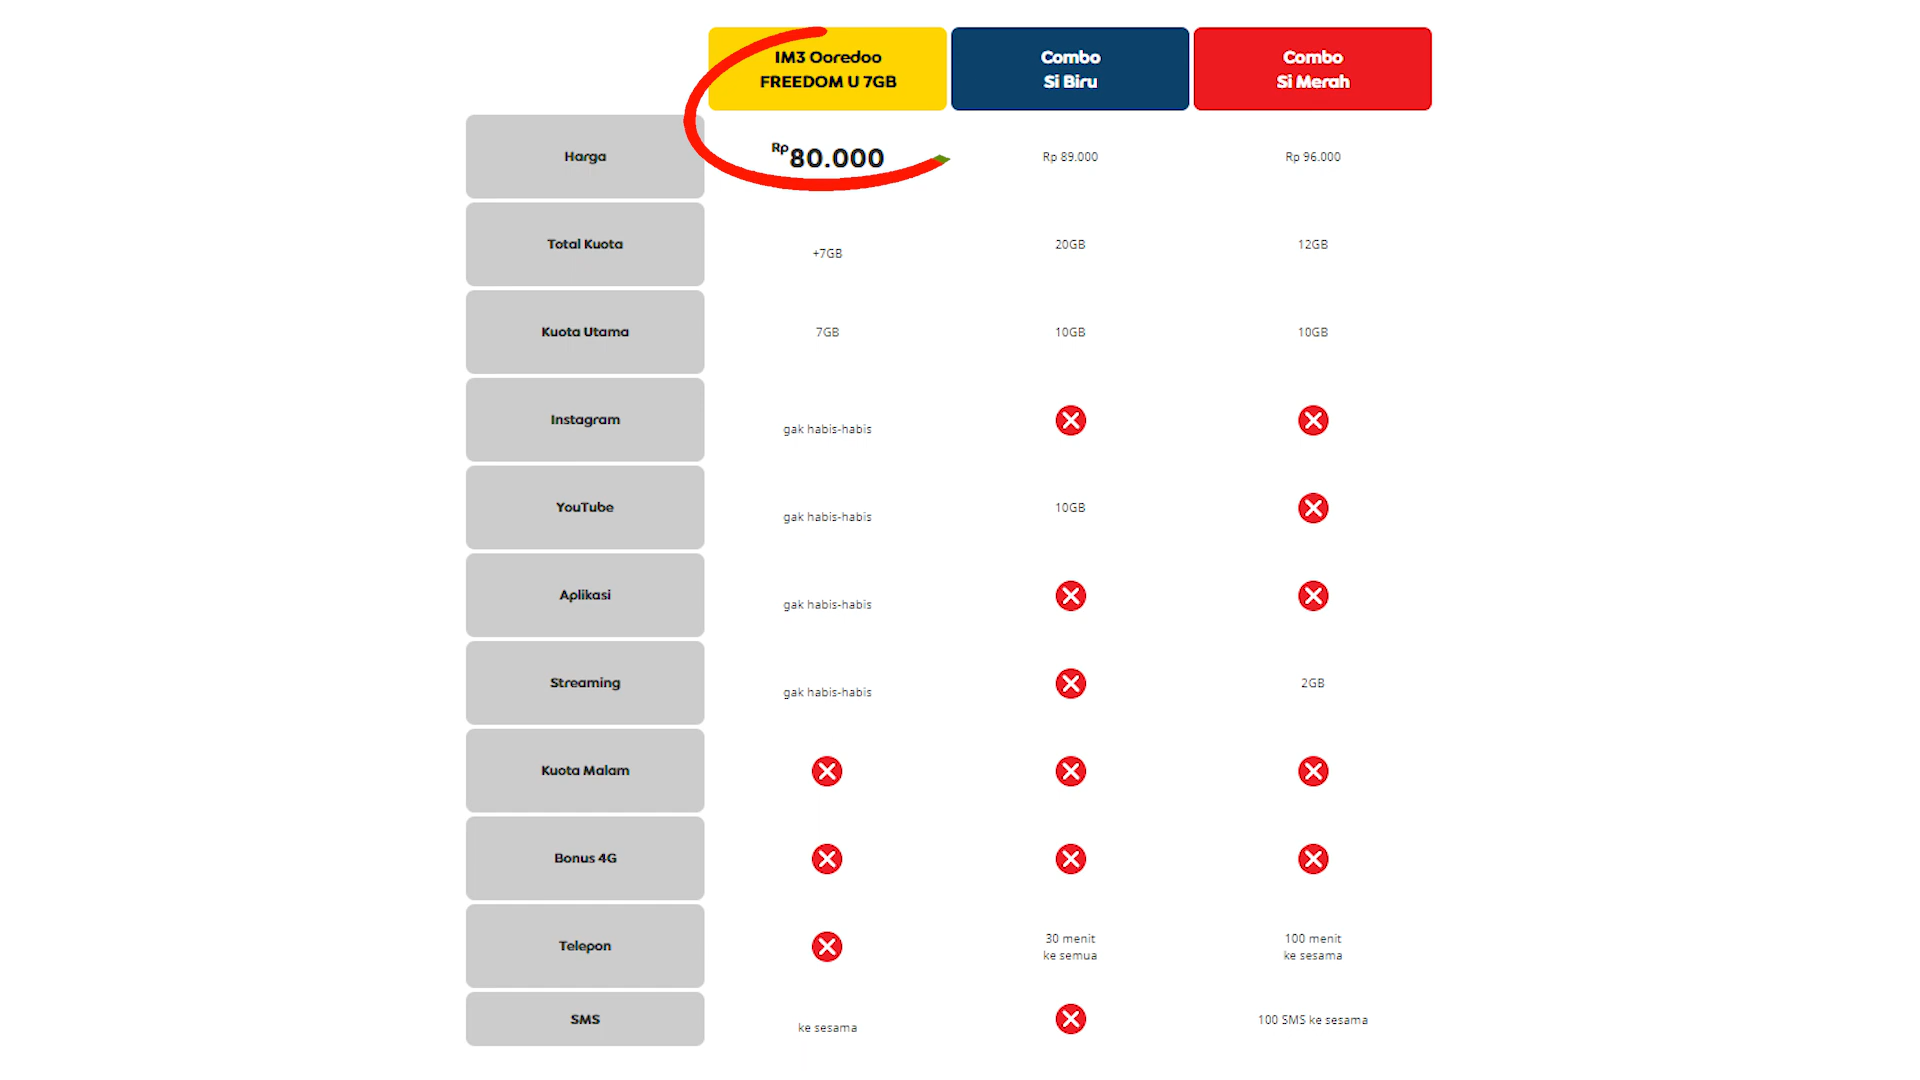 IM3 Ooredoo
FREEDOM U 7GB
Combo
Si Biru
Combo
Si Merah
Harga
Rp 80.000
Rp 89.000
Rp 96.000
Total Kuota
+7GB
20GB
12GB
Kuota Utama
7GB
10GB
10GB
Instagram
gak habis-habis
YouTube
gak habis-habis
10GB
Aplikasi
gak habis-habis
Streaming
gak habis-habis
2GB
Kuota Malam
Bonus 4G
Telepon
30 menit
ke semua
100 menit
ke sesama
SMS
ke sesama
100 SMS ke sesama